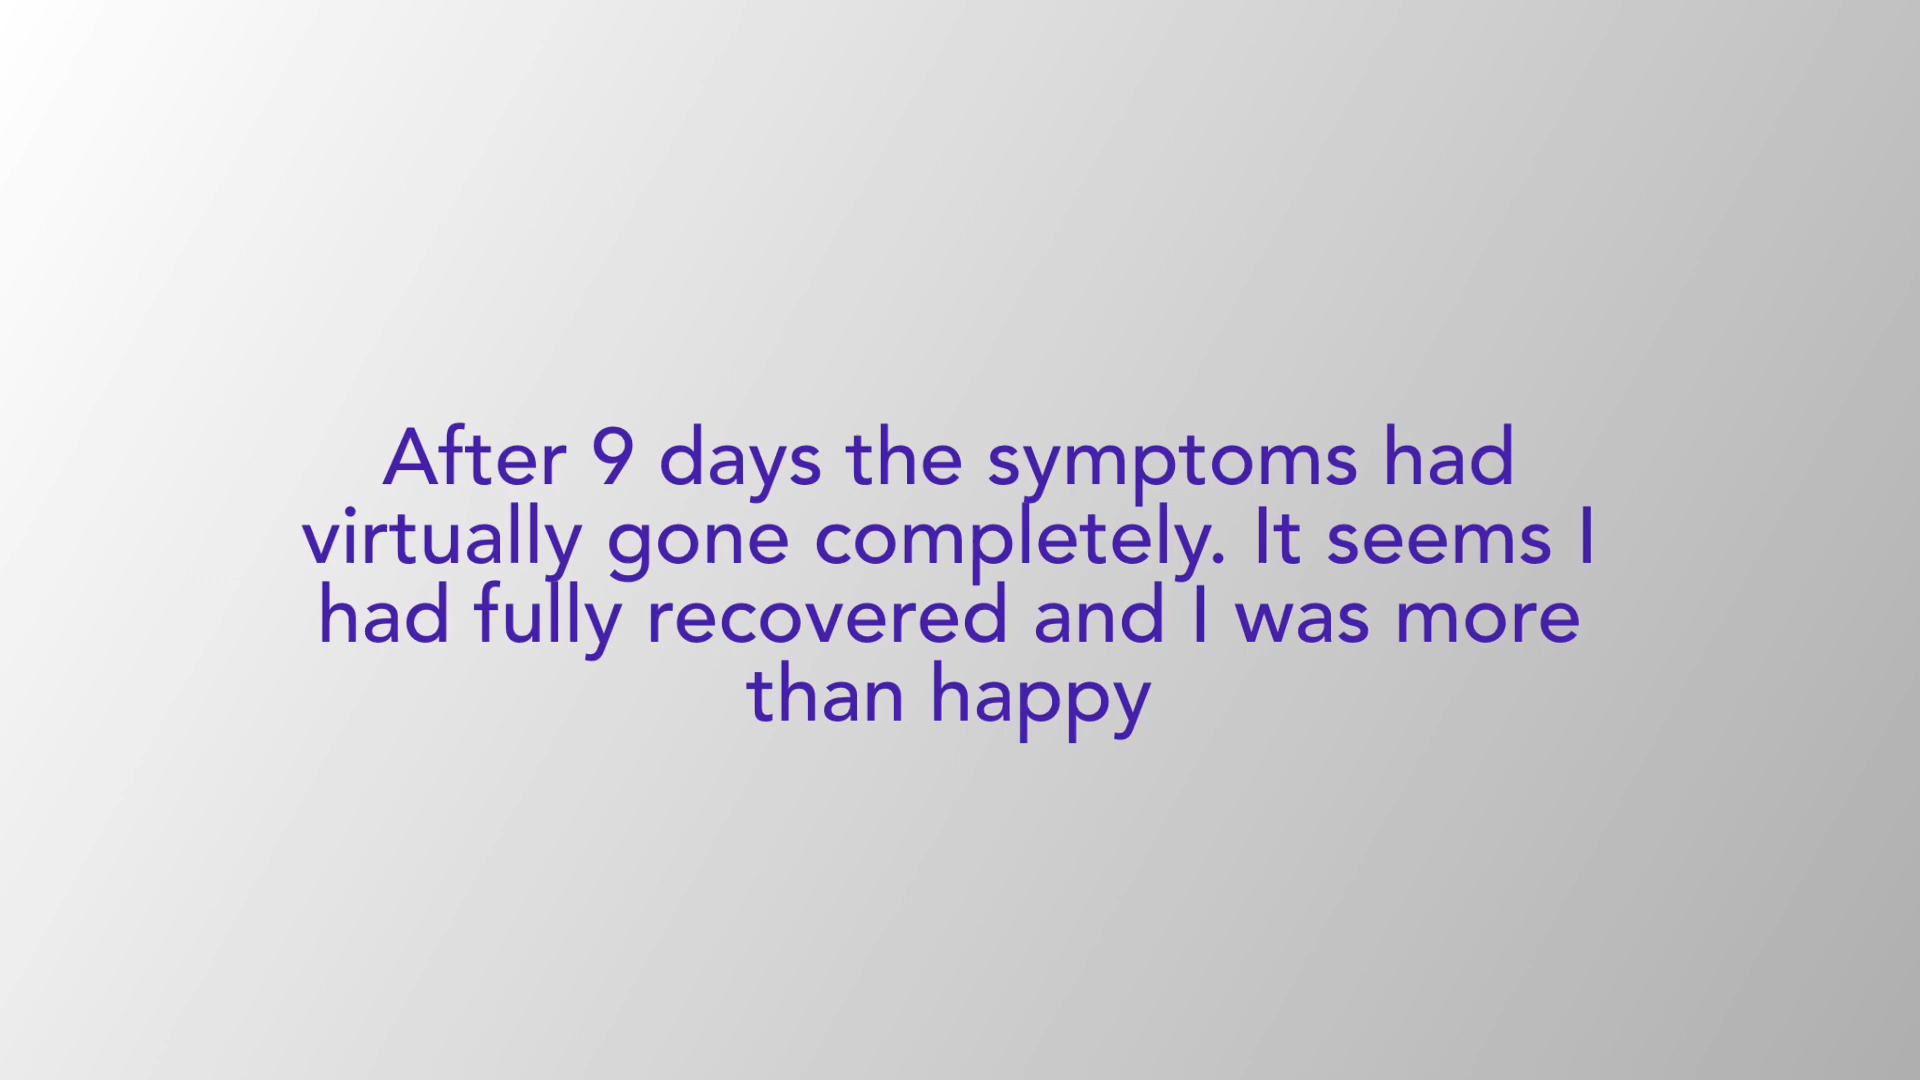 After 9 days the symptoms had
virtually gone completely. It seems I
had fully recovered and I was more
than happy